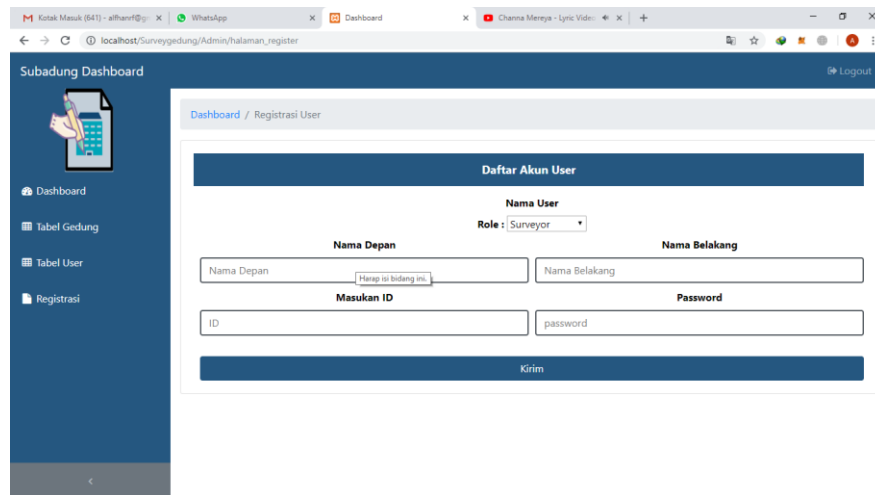 Kotak Masuk (641) - alfhanrf@g
WhatsApp
Dashboard
Channa Mereya - Lyric Vide
localhost/Surveygedung/Admin/halaman_register
A
Subadung Dashboard
Logout
Dashboard / Registrasi User
Daftar Akun User
Dashboard
Nama User
Role : Surveyor
Tabel Gedung
Nama Depan
Nama Belakang
Tabel User
Nama Depan
Nama Belakang
Harap isi bidang ini.
Registrasi
Masukan ID
Password
ID
password
Kirim